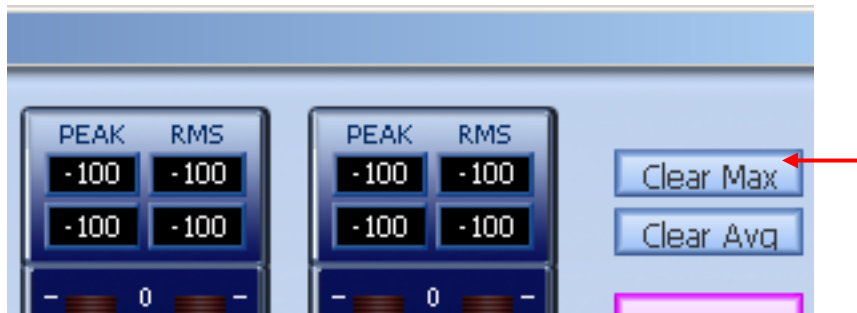 PEAK RMS PEAK RMS
-100 -100 -100 -100 Clear Max
-100 -100 -100 -100 Clear Avg
- 0 - - 0 -